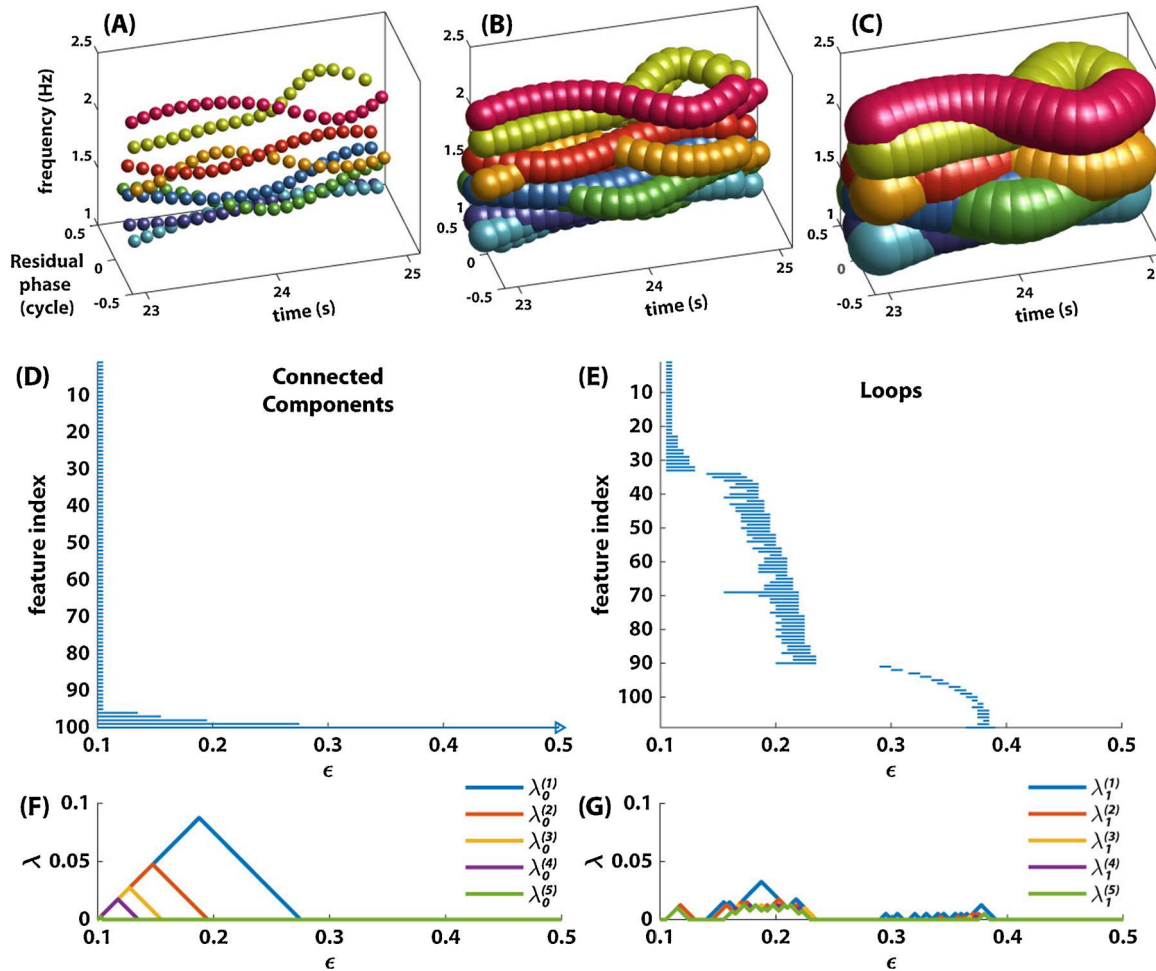 (A)
2.5
2
1.5
1
0.5
0
-0.5
frequency (Hz)
Residual
phase
(cycle)
23
24
25
time (s)
(B)
2.5
2
1.5
1
0.5
0
-0.5
23
24
25
time (s)
(C)
2.5
2
1.5
1
0.5
0
-0.5
23
24
2
time (s)
(D)
Connected
Components
feature index
10
20
30
40
50
60
70
80
90
100
0.1
0.2
0.3
0.4
0.5
ϵ
(E)
Loops
feature index
10
20
30
40
50
60
70
80
90
100
0.1
0.2
0.3
0.4
0.5
ϵ
(F)
0.1
0.05
0
λ
λ₀⁽¹⁾
λ₀⁽²⁾
λ₀⁽³⁾
λ₀⁽⁴⁾
λ₀⁽⁵⁾
0.1
0.2
0.3
0.4
0.5
ϵ
(G)
0.1
0.05
0
λ
λ₁⁽¹⁾
λ₁⁽²⁾
λ₁⁽³⁾
λ₁⁽⁴⁾
λ₁⁽⁵⁾
0.1
0.2
0.3
0.4
0.5
ϵ